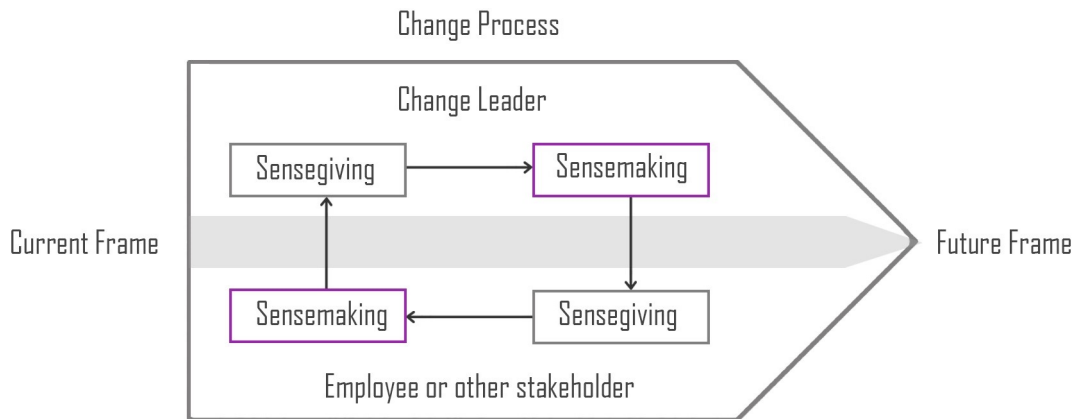 Change Process
Change Leader
Sensegiving
Sensemaking
Current Frame
Future Frame
Sensemaking
Sensegiving
Employee or other stakeholder